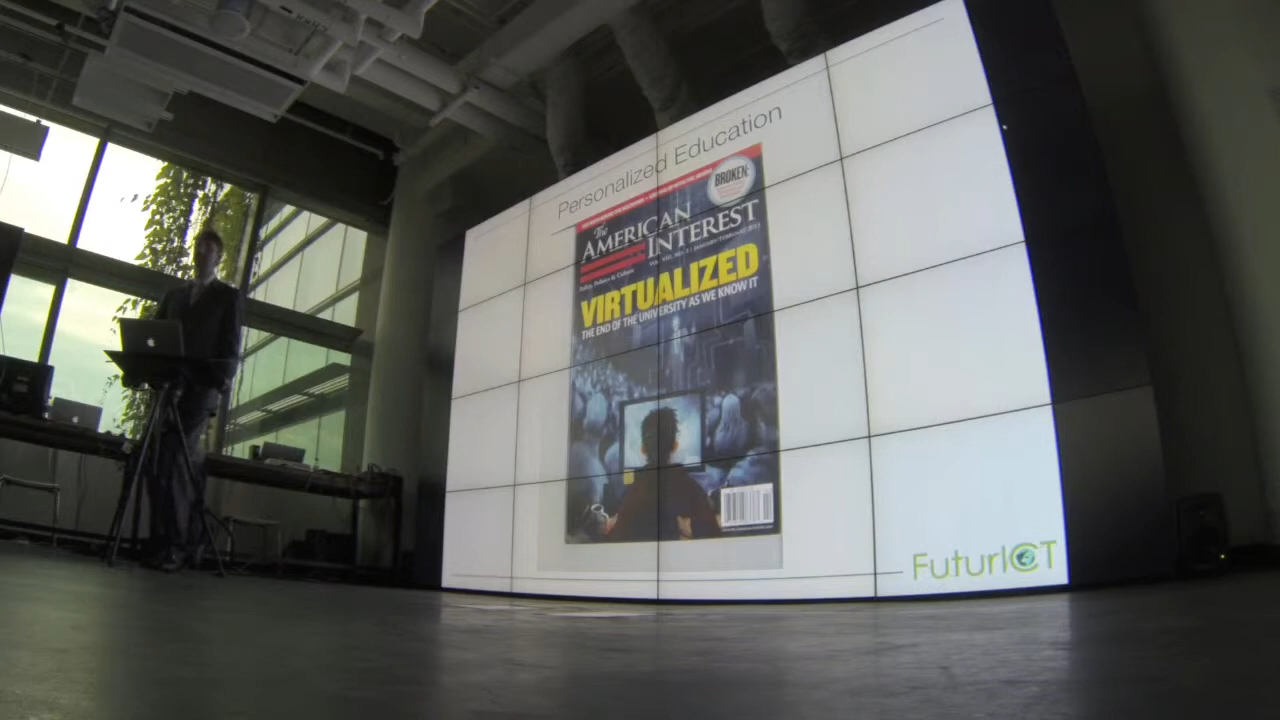 Personalized Education
BROKEN:
The
AMERICAN
INTEREST
Policy, Politics & Culture
VIRTUALIZED
THE END OF THE UNIVERSITY AS WE KNOW IT
FuturICT